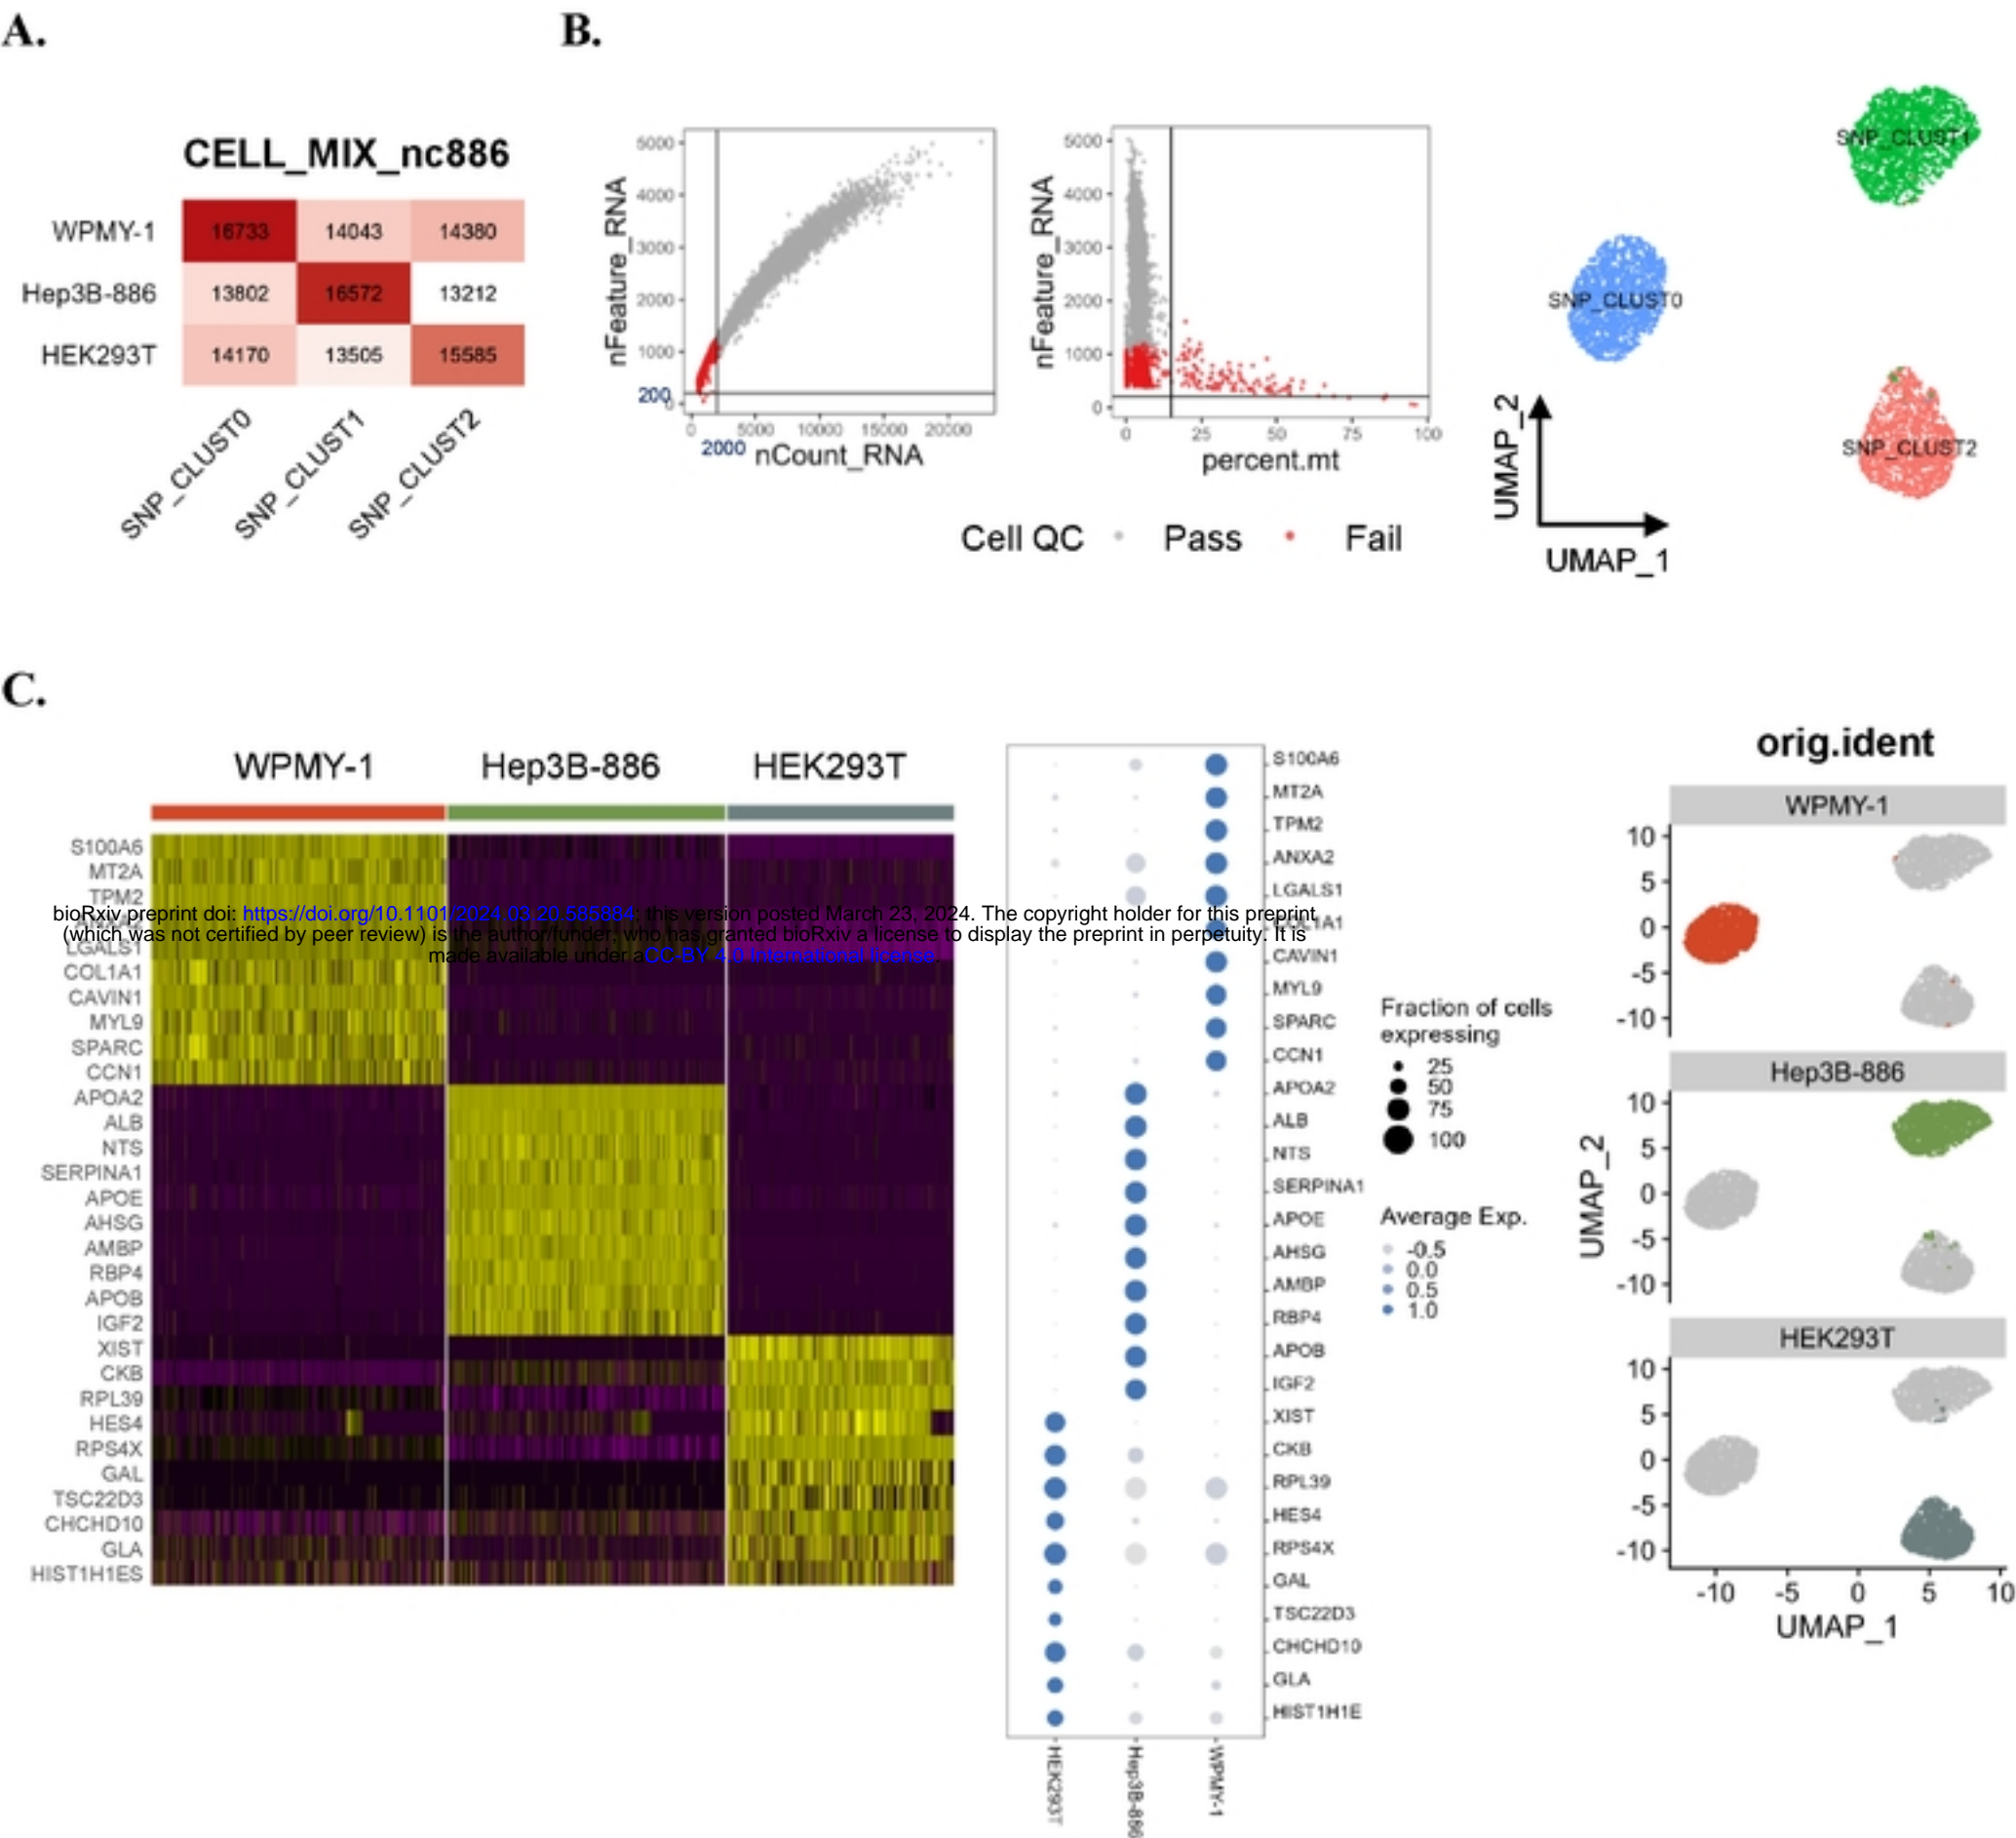 A.
B.
CELL_MIX_nc886
WPMY-1 16733 14043 14380
Hep3B-886 13802 16572 13212
HEK293T 14170 13505 15585
SNP_CLUST0 SNP_CLUST1 SNP_CLUST2
nFeature_RNA
5000
4000
3000
2000
1000
200
0
0 5000 10000 15000 20000
2000 nCount_RNA
nFeature_RNA
5000
4000
3000
2000
1000
0
0 25 50 75 100
percent.mt
Cell QC Pass Fail
SNP_CLUST1
SNP_CLUST0
SNP_CLUST2
UMAP_2
UMAP_1
C.
WPMY-1 Hep3B-886 HEK293T
S100A6
MT2A
TPM2
bioRxiv preprint doi: https://doi.org/10.1101/2024.03.20.585884; this version posted March 23, 2024. The copyright holder for this preprint
(which was not certified by peer review) is the author/funder, who has granted bioRxiv a license to display the preprint in perpetuity. It is
made available under aCC-BY 4.0 International license.
LGALS1
COL1A1
CAVIN1
MYL9
SPARC
CCN1
APOA2
ALB
NTS
SERPINA1
APOE
AHSG
AMBP
RBP4
APOB
IGF2
XIST
CKB
RPL39
HES4
RPS4X
GAL
TSC22D3
CHCHD10
GLA
HIST1H1ES
S100A6
MT2A
TPM2
ANXA2
LGALS1
COL1A1
CAVIN1
MYL9
SPARC
CCN1
APOA2
ALB
NTS
SERPINA1
APOE
AHSG
AMBP
RBP4
APOB
IGF2
XIST
CKB
RPL39
HES4
RPS4X
GAL
TSC22D3
CHCHD10
GLA
HIST1H1E
HEK293T Hep3B-886 WPMY-1
Fraction of cells
expressing
25
50
75
100
Average Exp.
-0.5
0.0
0.5
1.0
orig.ident
WPMY-1
10
5
0
-5
-10
Hep3B-886
10
5
0
-5
-10
UMAP_2
HEK293T
10
5
0
-5
-10
-10 -5 0 5 10
UMAP_1